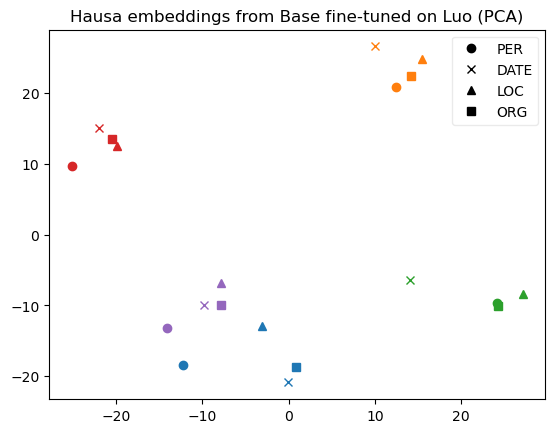 Hausa embeddings from Base fine-tuned on Luo (PCA)
PER
DATE
LOC
ORG
20
10
0
−10
−20
−20 −10 0 10 20